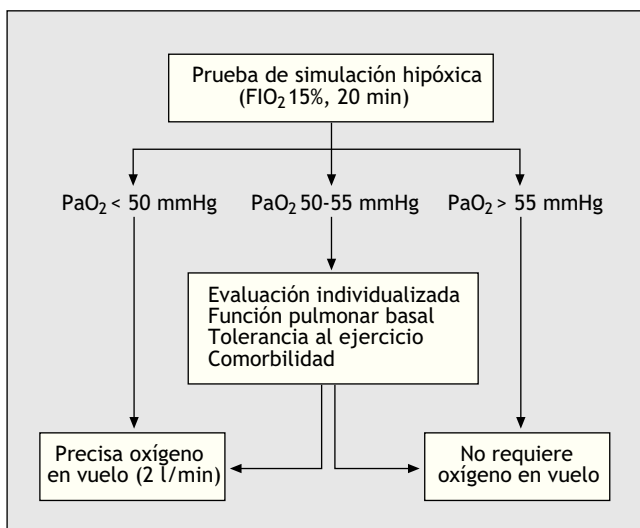 Prueba de simulación hipóxica
(FIO₂ 15%, 20 min)
PaO₂ < 50 mmHg
PaO₂ 50-55 mmHg
PaO₂ > 55 mmHg
Evaluación individualizada
Función pulmonar basal
Tolerancia al ejercicio
Comorbilidad
Precisa oxígeno
en vuelo (2 l/min)
No requiere
oxígeno en vuelo